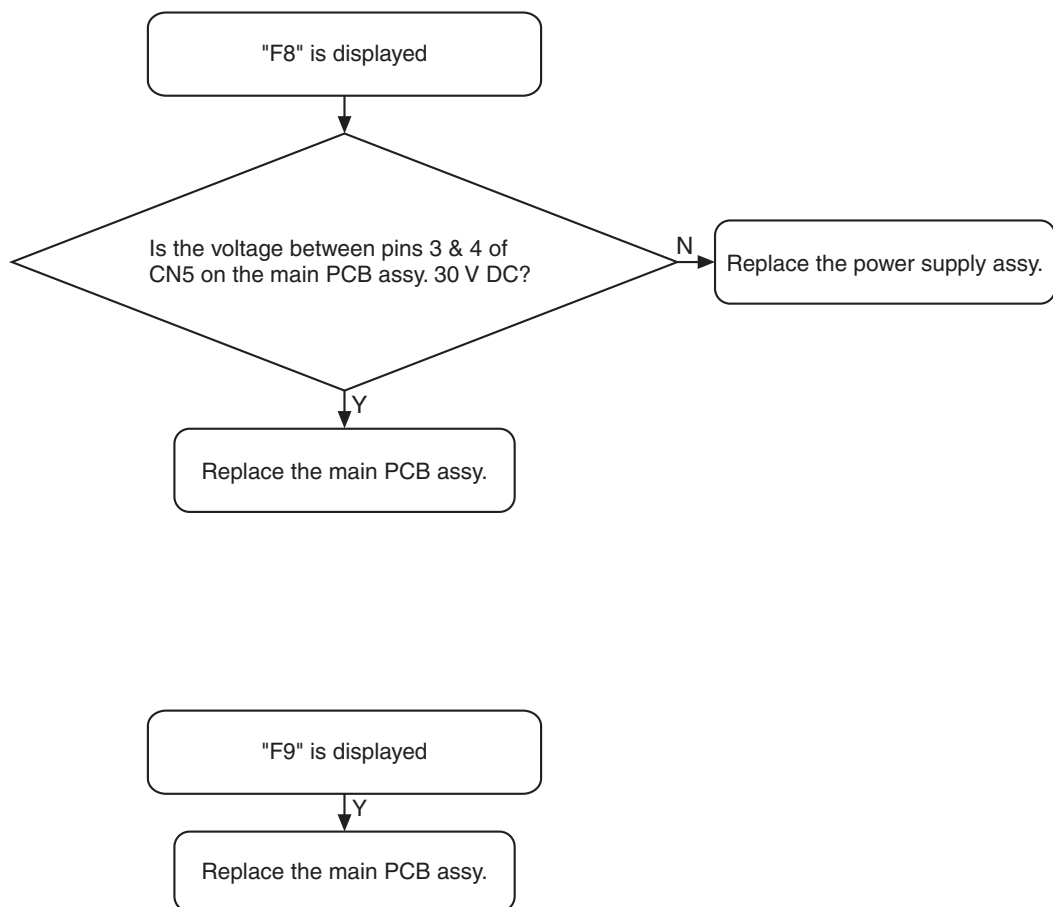 "F8" is displayed
Is the voltage between pins 3 & 4 of
CN5 on the main PCB assy. 30 V DC?
N
Replace the power supply assy.
Y
Replace the main PCB assy.
"F9" is displayed
Y
Replace the main PCB assy.